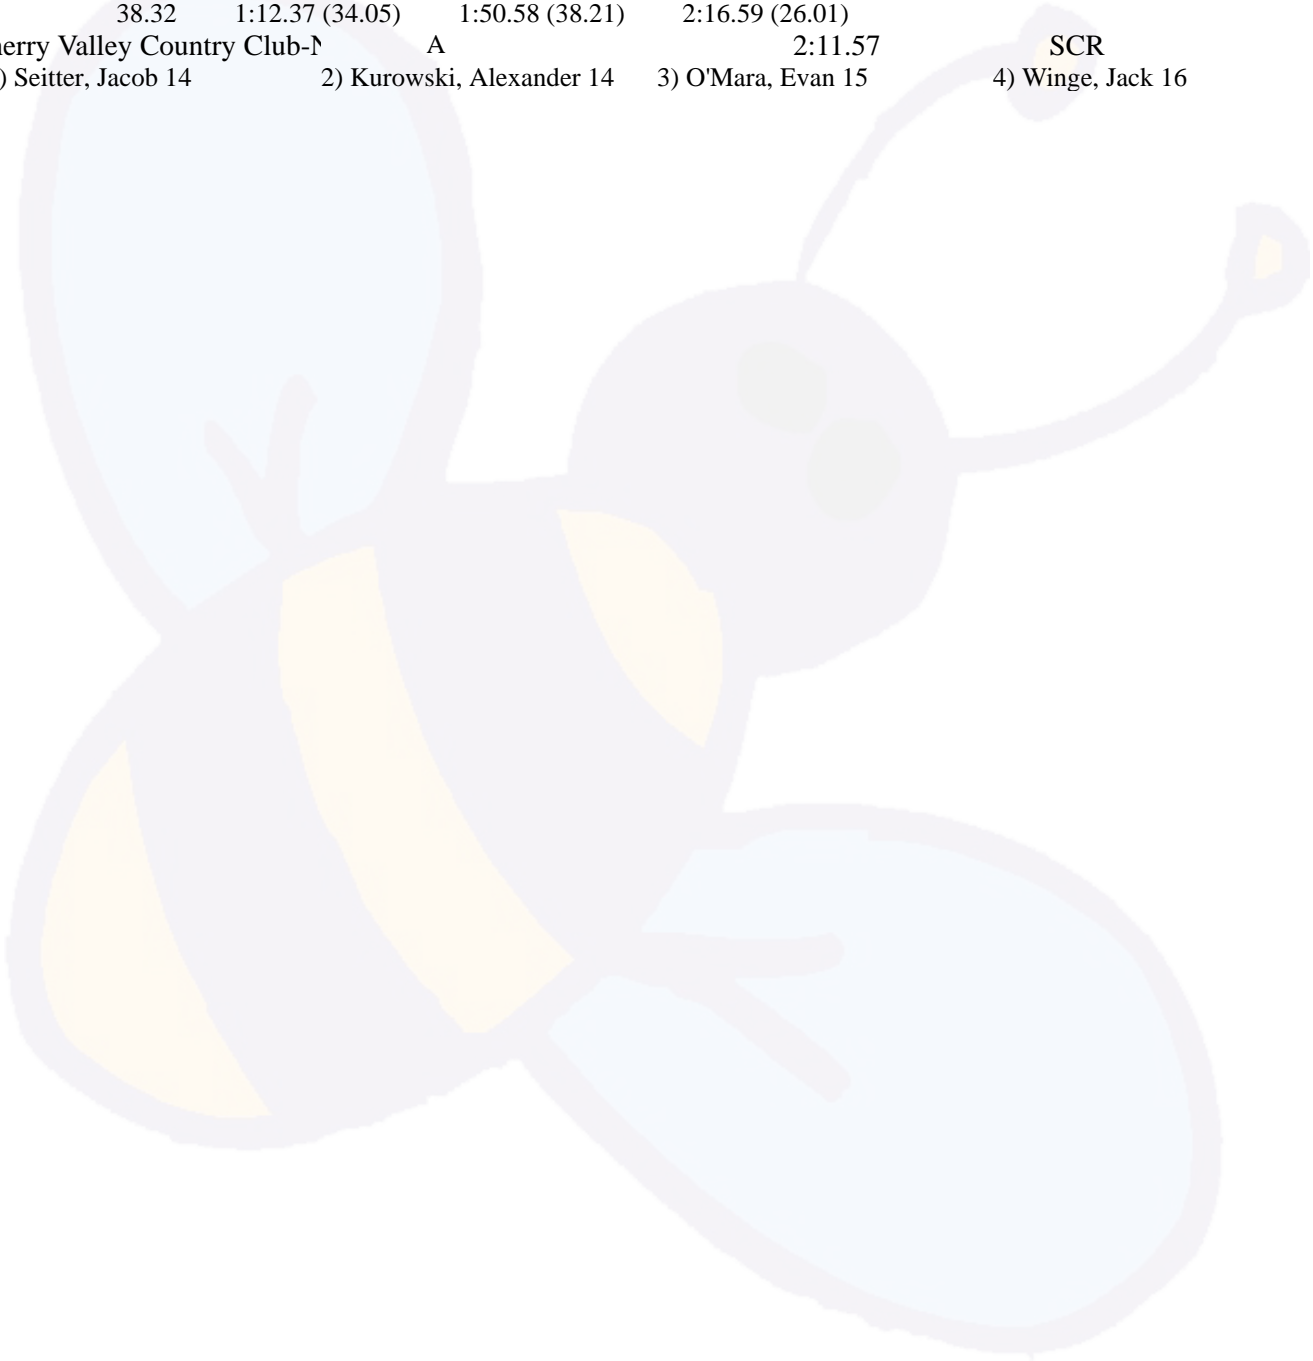 38.32 1:12.37 (34.05) 1:50.58 (38.21) 2:16.59 (26.01)
erry Valley Country Club-N A 2:11.57 SCR
) Seitter, Jacob 14 2) Kurowski, Alexander 14 3) O'Mara, Evan 15 4) Winge, Jack 16